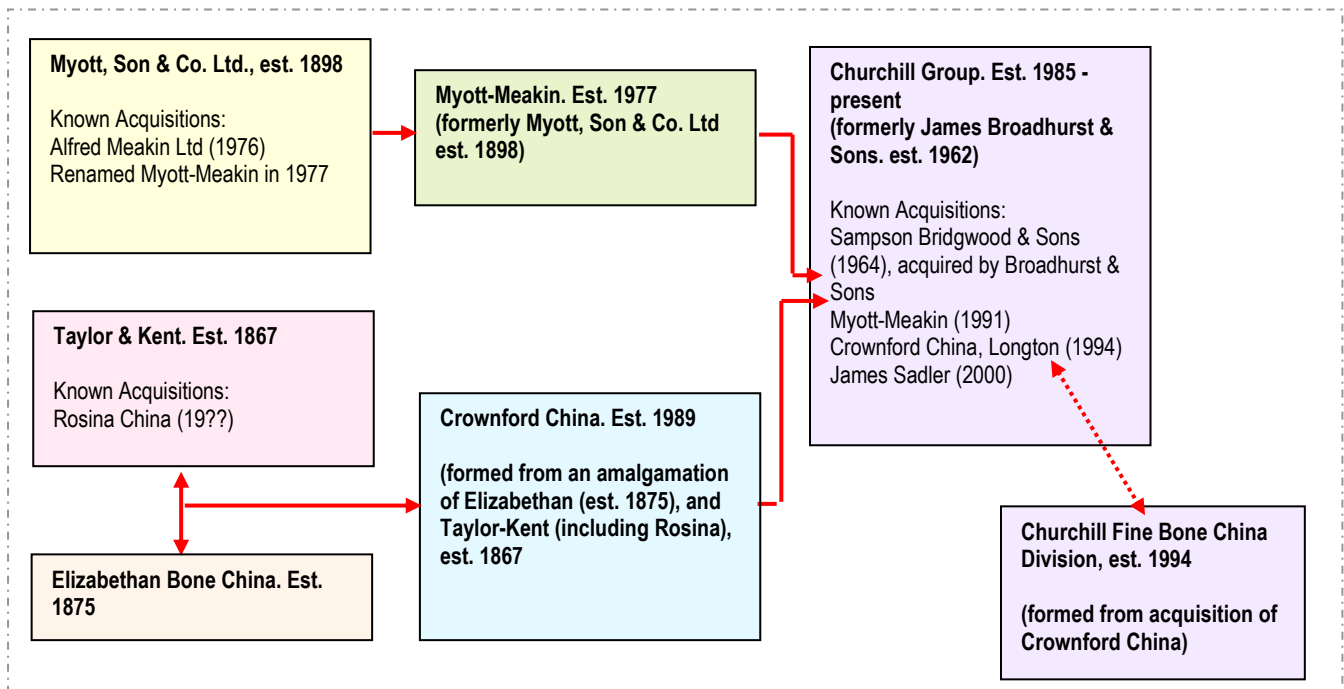 Myott, Son & Co. Ltd., est. 1898
Known Acquisitions:
Alfred Meakin Ltd (1976)
Renamed Myott-Meakin in 1977
Myott-Meakin. Est. 1977
(formerly Myott, Son & Co. Ltd
est. 1898)
Churchill Group. Est. 1985 -
present
(formerly James Broadhurst &
Sons. est. 1962)
Known Acquisitions:
Sampson Bridgwood & Sons
(1964), acquired by Broadhurst &
Sons
Myott-Meakin (1991)
Crownford China, Longton (1994)
James Sadler (2000)
Taylor & Kent. Est. 1867
Known Acquisitions:
Rosina China (19??)
Crownford China. Est. 1989
(formed from an amalgamation
of Elizabethan (est. 1875), and
Taylor-Kent (including Rosina),
est. 1867
Elizabethan Bone China. Est.
1875
Churchill Fine Bone China
Division, est. 1994
(formed from acquisition of
Crownford China)